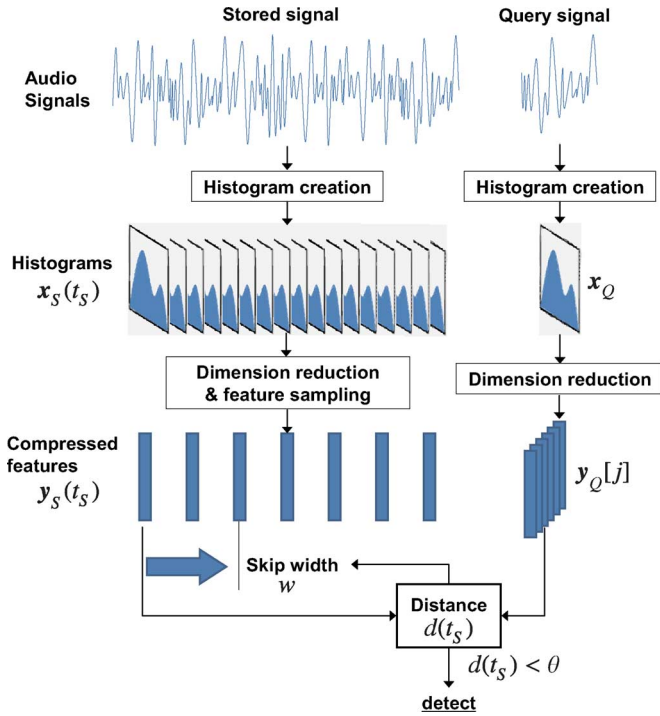 Stored signal
Query signal
Audio
Signals
Histogram creation
Histogram creation
Histograms
x_S(t_S)
x_Q
Dimension reduction
& feature sampling
Dimension reduction
Compressed
features
y_S(t_S)
y_Q[j]
Skip width
w
Distance
d(t_S)
d(t_S) < θ
detect